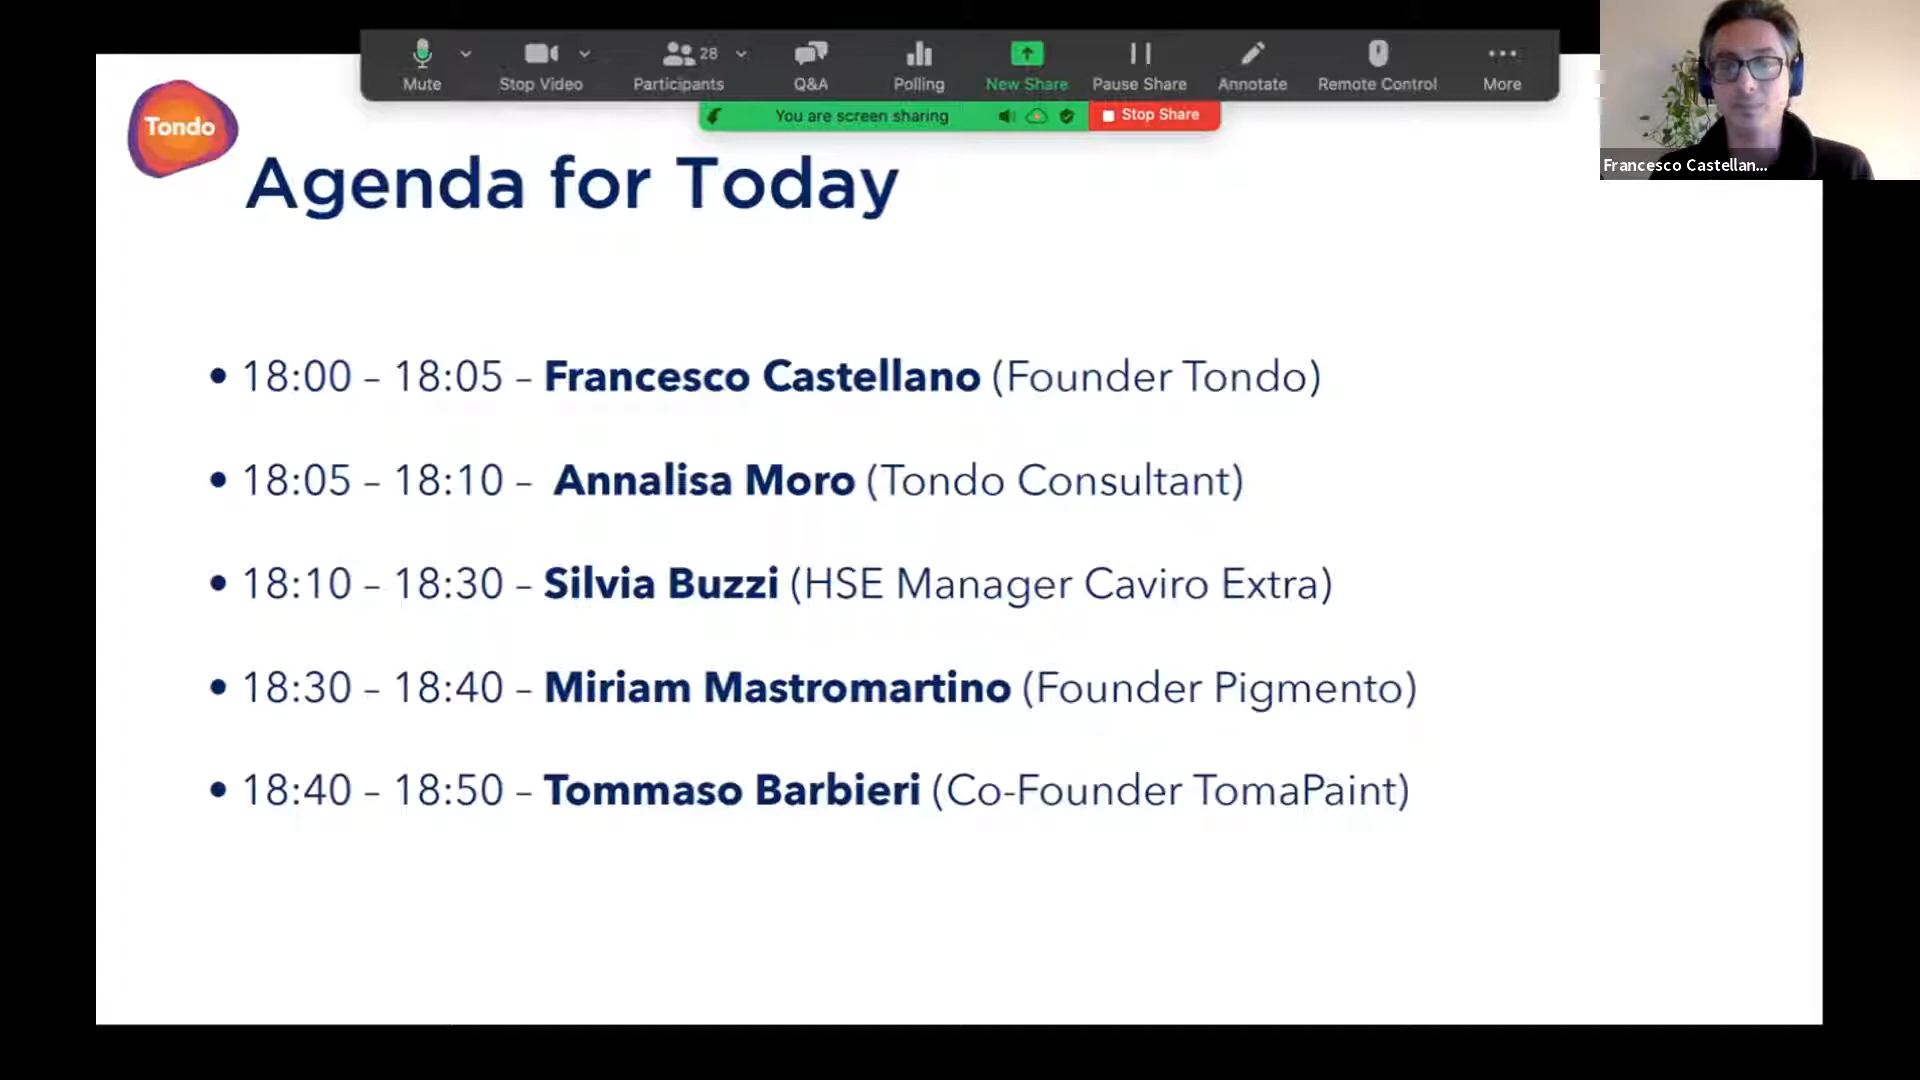 Mute
Stop Video
28
Participants
Q&A
Polling
New Share
Pause Share
Annotate
Remote Control
More
You are screen sharing
Stop Share
Francesco Castellan...
Tondo
Agenda for Today
• 18:00 – 18:05 – Francesco Castellano (Founder Tondo)
• 18:05 – 18:10 – Annalisa Moro (Tondo Consultant)
• 18:10 – 18:30 – Silvia Buzzi (HSE Manager Caviro Extra)
• 18:30 – 18:40 – Miriam Mastromartino (Founder Pigmento)
• 18:40 – 18:50 – Tommaso Barbieri (Co-Founder TomaPaint)